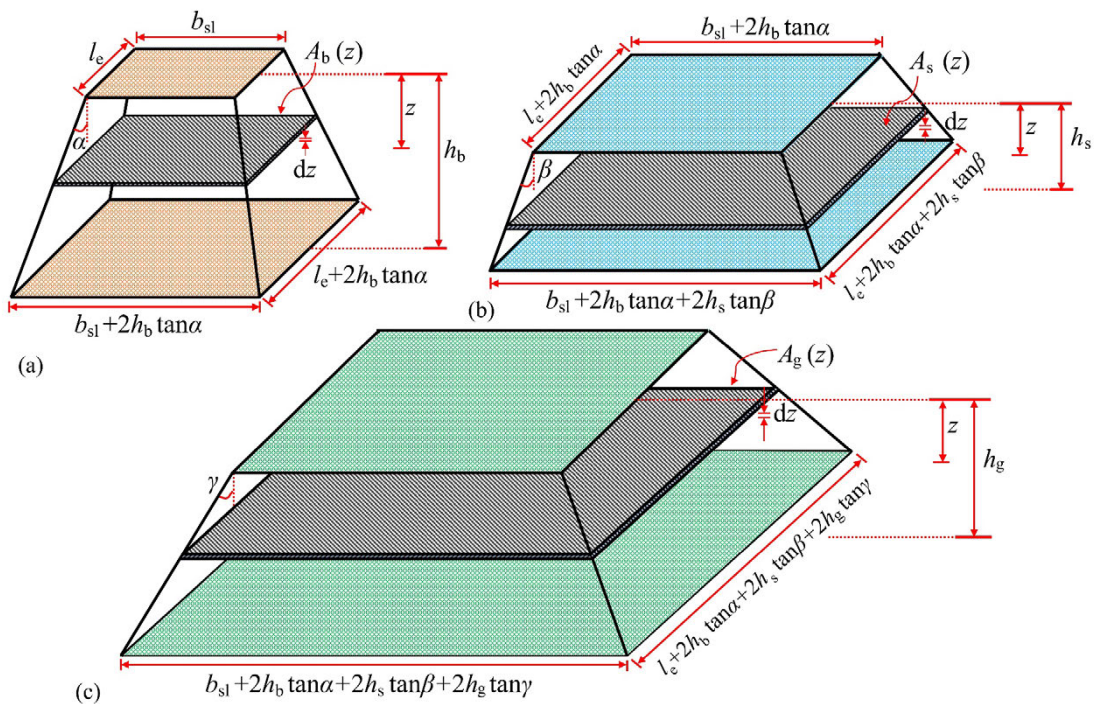 b_sl
l_e
A_b (z)
z
α
h_b
dz
l_e+2h_b tanα
b_sl+2h_b tanα
(a)
b_sl+2h_b tanα
l_e+2h_b tanα
A_s (z)
dz
z
h_s
β
l_e+2h_b tanα+2h_s tanβ
b_sl+2h_b tanα+2h_s tanβ
(b)
A_g (z)
dz
z
h_g
γ
l_e+2h_b tanα+2h_s tanβ+2h_g tanγ
b_sl+2h_b tanα+2h_s tanβ+2h_g tanγ
(c)